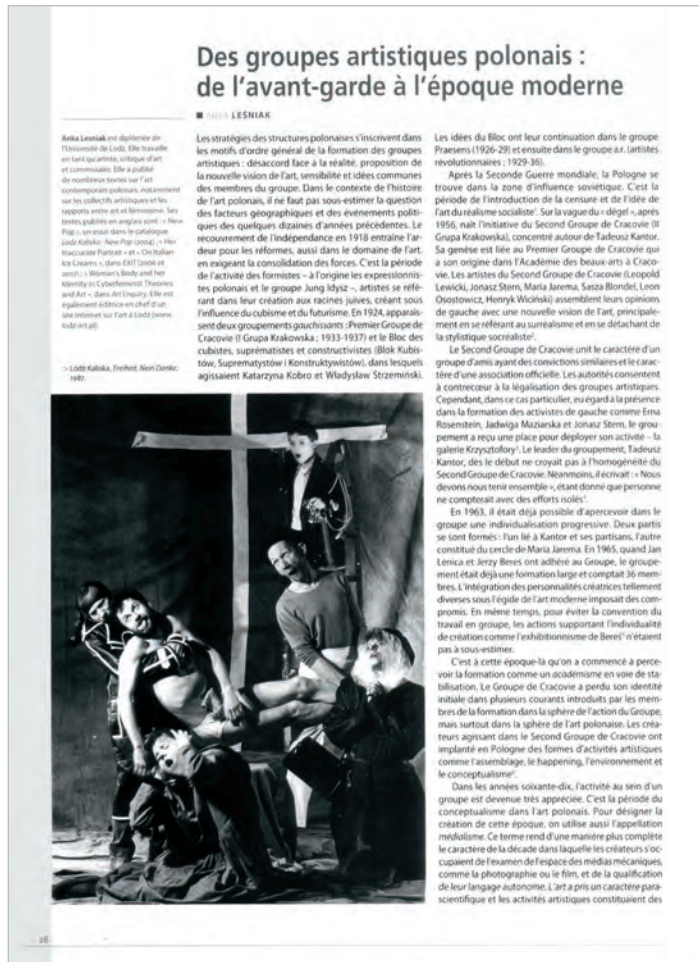 Des groupes artistiques polonais :
de l'avant-garde à l'époque moderne
■ ANKA LEŚNIAK
Anka Lesniak est diplômée de
l'Université de Lodz. Elle travaille
en tant qu'artiste, critique d'art
et commissaire. Elle a publié
de nombreux textes sur l'art
contemporain polonais, notamment
sur les collectifs artistiques et les
rapports entre art et féminisme. Ses
textes publiés en anglais sont : « New
Pop », un essai dans le catalogue
Łódź Kaliska: New Pop (2004) ; « Her
Inaccurate Portrait » et « On Italian
Ice Creams », dans EXIT (2006 et
2007) ; « Woman's Body and her
Identity in Cyberfeminist Theories
and Art », dans Art Inquiry. Elle est
également éditrice en chef d'un
site Internet sur l'art à Lodz (www.
lodz-art.pl).
> Łódź Kaliska, Freiheit, Nein Danke,
1987.
Les stratégies des structures polonaises s'inscrivent dans
les motifs d'ordre général de la formation des groupes
artistiques : désaccord face à la réalité, proposition de
la nouvelle vision de l'art, sensibilité et idées communes
des membres du groupe. Dans le contexte de l'histoire
de l'art polonais, il ne faut pas sous-estimer la question
des facteurs géographiques et des événements politi-
ques des quelques dizaines d'années précédentes. Le
recouvrement de l'indépendance en 1918 entraîne l'ar-
deur pour les réformes, aussi dans le domaine de l'art,
en exigeant la consolidation des forces. C'est la période
de l'activité des formistes – à l'origine les expressionnis-
tes polonais et le groupe Jung Idysz –, artistes se réfé-
rant dans leur création aux racines juives, créant sous
l'influence du cubisme et du futurisme. En 1924, apparais-
sent deux groupements gauchisants : Premier Groupe de
Cracovie (I Grupa Krakowska ; 1933-1937) et le Bloc des
cubistes, suprématistes et constructivistes (Blok Kubis-
tów, Suprematystów i Konstruktywistów), dans lesquels
agissaient Katarzyna Kobro et Władysław Strzemiński.
Les idées du Bloc ont leur continuation dans le groupe
Praesens (1926-29) et ensuite dans le groupe a.r. (artistes
révolutionnaires ; 1929-36).
Après la Seconde Guerre mondiale, la Pologne se
trouve dans la zone d'influence soviétique. C'est la
période de l'introduction de la censure et de l'idée de
l'art du réalisme socialiste¹. Sur la vague du « dégel », après
1956, naît l'initiative du Second Groupe de Cracovie (II
Grupa Krakowska), concentré autour de Tadeusz Kantor.
Sa genèse est liée au Premier Groupe de Cracovie qui
a son origine dans l'Académie des beaux-arts à Craco-
vie. Les artistes du Second Groupe de Cracovie (Leopold
Lewicki, Jonasz Stern, Maria Jarema, Sasza Blondel, Leon
Osostowicz, Henryk Wiciński) assemblent leurs opinions
de gauche avec une nouvelle vision de l'art, principale-
ment en se référant au surréalisme et en se détachant de
la stylistique socréaliste².
Le Second Groupe de Cracovie unit le caractère d'un
groupe d'amis ayant des convictions similaires et le carac-
tère d'une association officielle. Les autorités consentent
à contrecœur à la légalisation des groupes artistiques.
Cependant, dans ce cas particulier, eu égard à la présence
dans la formation des activistes de gauche comme Erna
Rosenstein, Jadwiga Maziarska et Jonasz Stern, le grou-
pement a reçu une place pour déployer son activité – la
galerie Krzysztofory³. Le leader du groupement, Tadeusz
Kantor, dès le début ne croyait pas à l'homogénéité du
Second Groupe de Cracovie. Néanmoins, il écrivait : « Nous
devons nous tenir ensemble », étant donné que personne
ne compterait avec des efforts isolés⁴.
En 1963, il était déjà possible d'apercevoir dans le
groupe une individualisation progressive. Deux partis
se sont formés : l'un lié à Kantor et ses partisans, l'autre
constitué du cercle de Maria Jarema. En 1965, quand Jan
Lenica et Jerzy Beres ont adhéré au Groupe, le groupe-
ment était déjà une formation large et comptait 36 mem-
bres. L'intégration des personnalités créatrices tellement
diverses sous l'égide de l'art moderne imposait des com-
promis. En même temps, pour éviter la convention du
travail en groupe, les actions supportant l'individualité
de création comme l'exhibitionnisme de Bereś⁵ n'étaient
pas à sous-estimer.
C'est à cette époque-là qu'on a commencé à perce-
voir la formation comme un académisme en voie de sta-
bilisation. Le Groupe de Cracovie a perdu son identité
initiale dans plusieurs courants introduits par les mem-
bres de la formation dans la sphère de l'action du Groupe,
mais surtout dans la sphère de l'art polonaise. Les créa-
teurs agissant dans le Second Groupe de Cracovie ont
implanté en Pologne des formes d'activités artistiques
comme l'assemblage, le happening, l'environnement et
le conceptualisme⁶.
Dans les années soixante-dix, l'activité au sein d'un
groupe est devenue très appréciée. C'est la période du
conceptualisme dans l'art polonais. Pour désigner la
création de cette époque, on utilise aussi l'appellation
médialisme. Ce terme rend d'une manière plus complète
le caractère de la décade dans laquelle les créateurs s'oc-
cupaient de l'examen de l'espace des médias mécaniques,
comme la photographie ou le film, et de la qualification
de leur langage autonome. L'art a pris un caractère para-
scientifique et les activités artistiques constituaient des
28